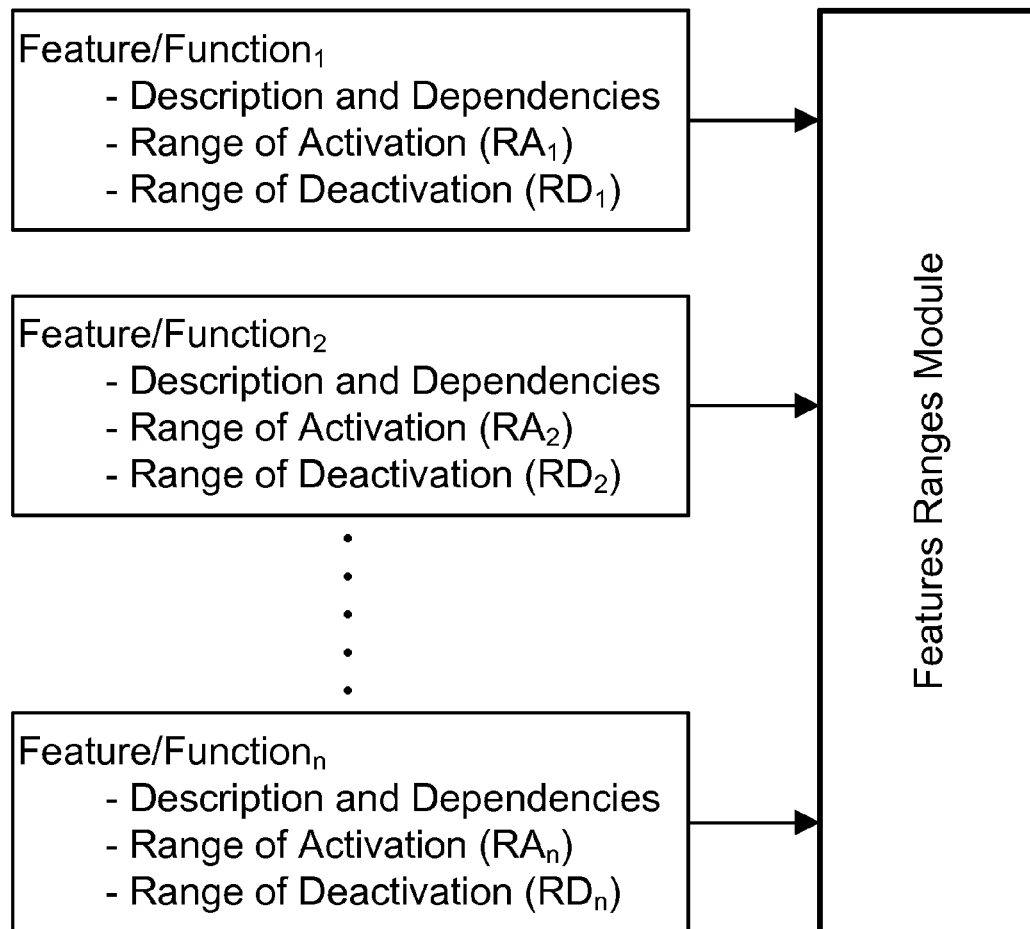 Feature/Function₁
- Description and Dependencies
- Range of Activation (RA₁)
- Range of Deactivation (RD₁)
Feature/Function₂
- Description and Dependencies
- Range of Activation (RA₂)
- Range of Deactivation (RD₂)
Feature/Functionₙ
- Description and Dependencies
- Range of Activation (RAₙ)
- Range of Deactivation (RDₙ)
Features Ranges Module